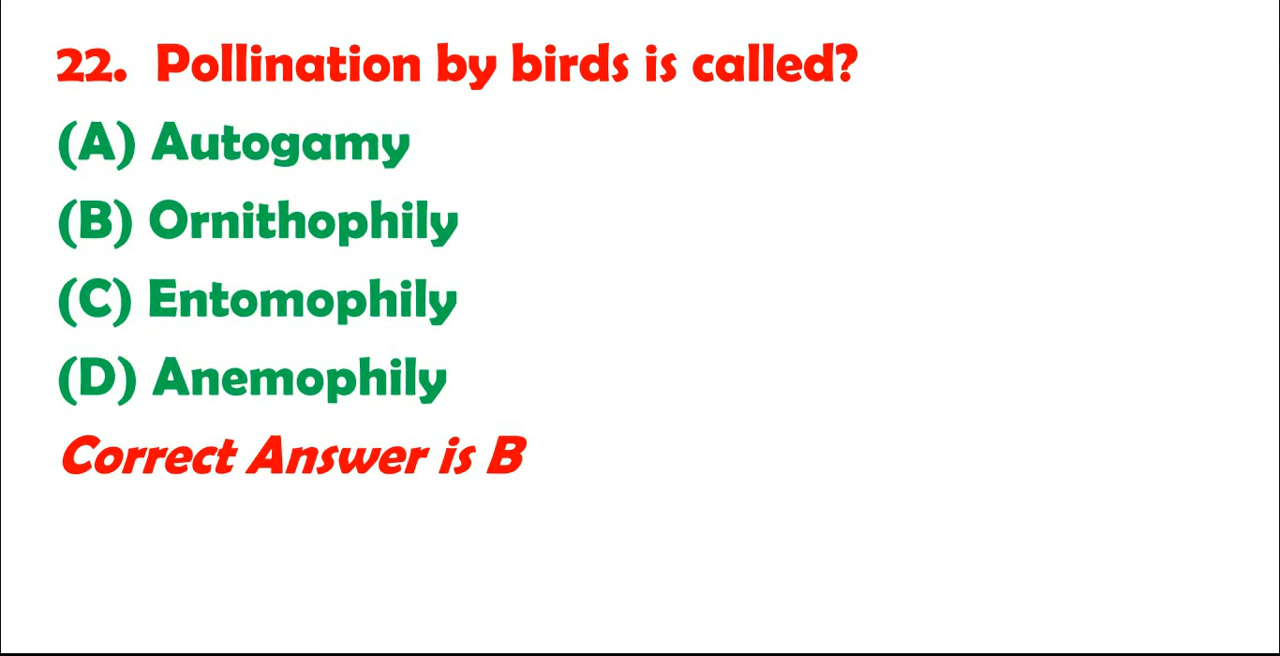 22. Pollination by birds is called?
(A) Autogamy
(B) Ornithophily
(C) Entomophily
(D) Anemophily
Correct Answer is B